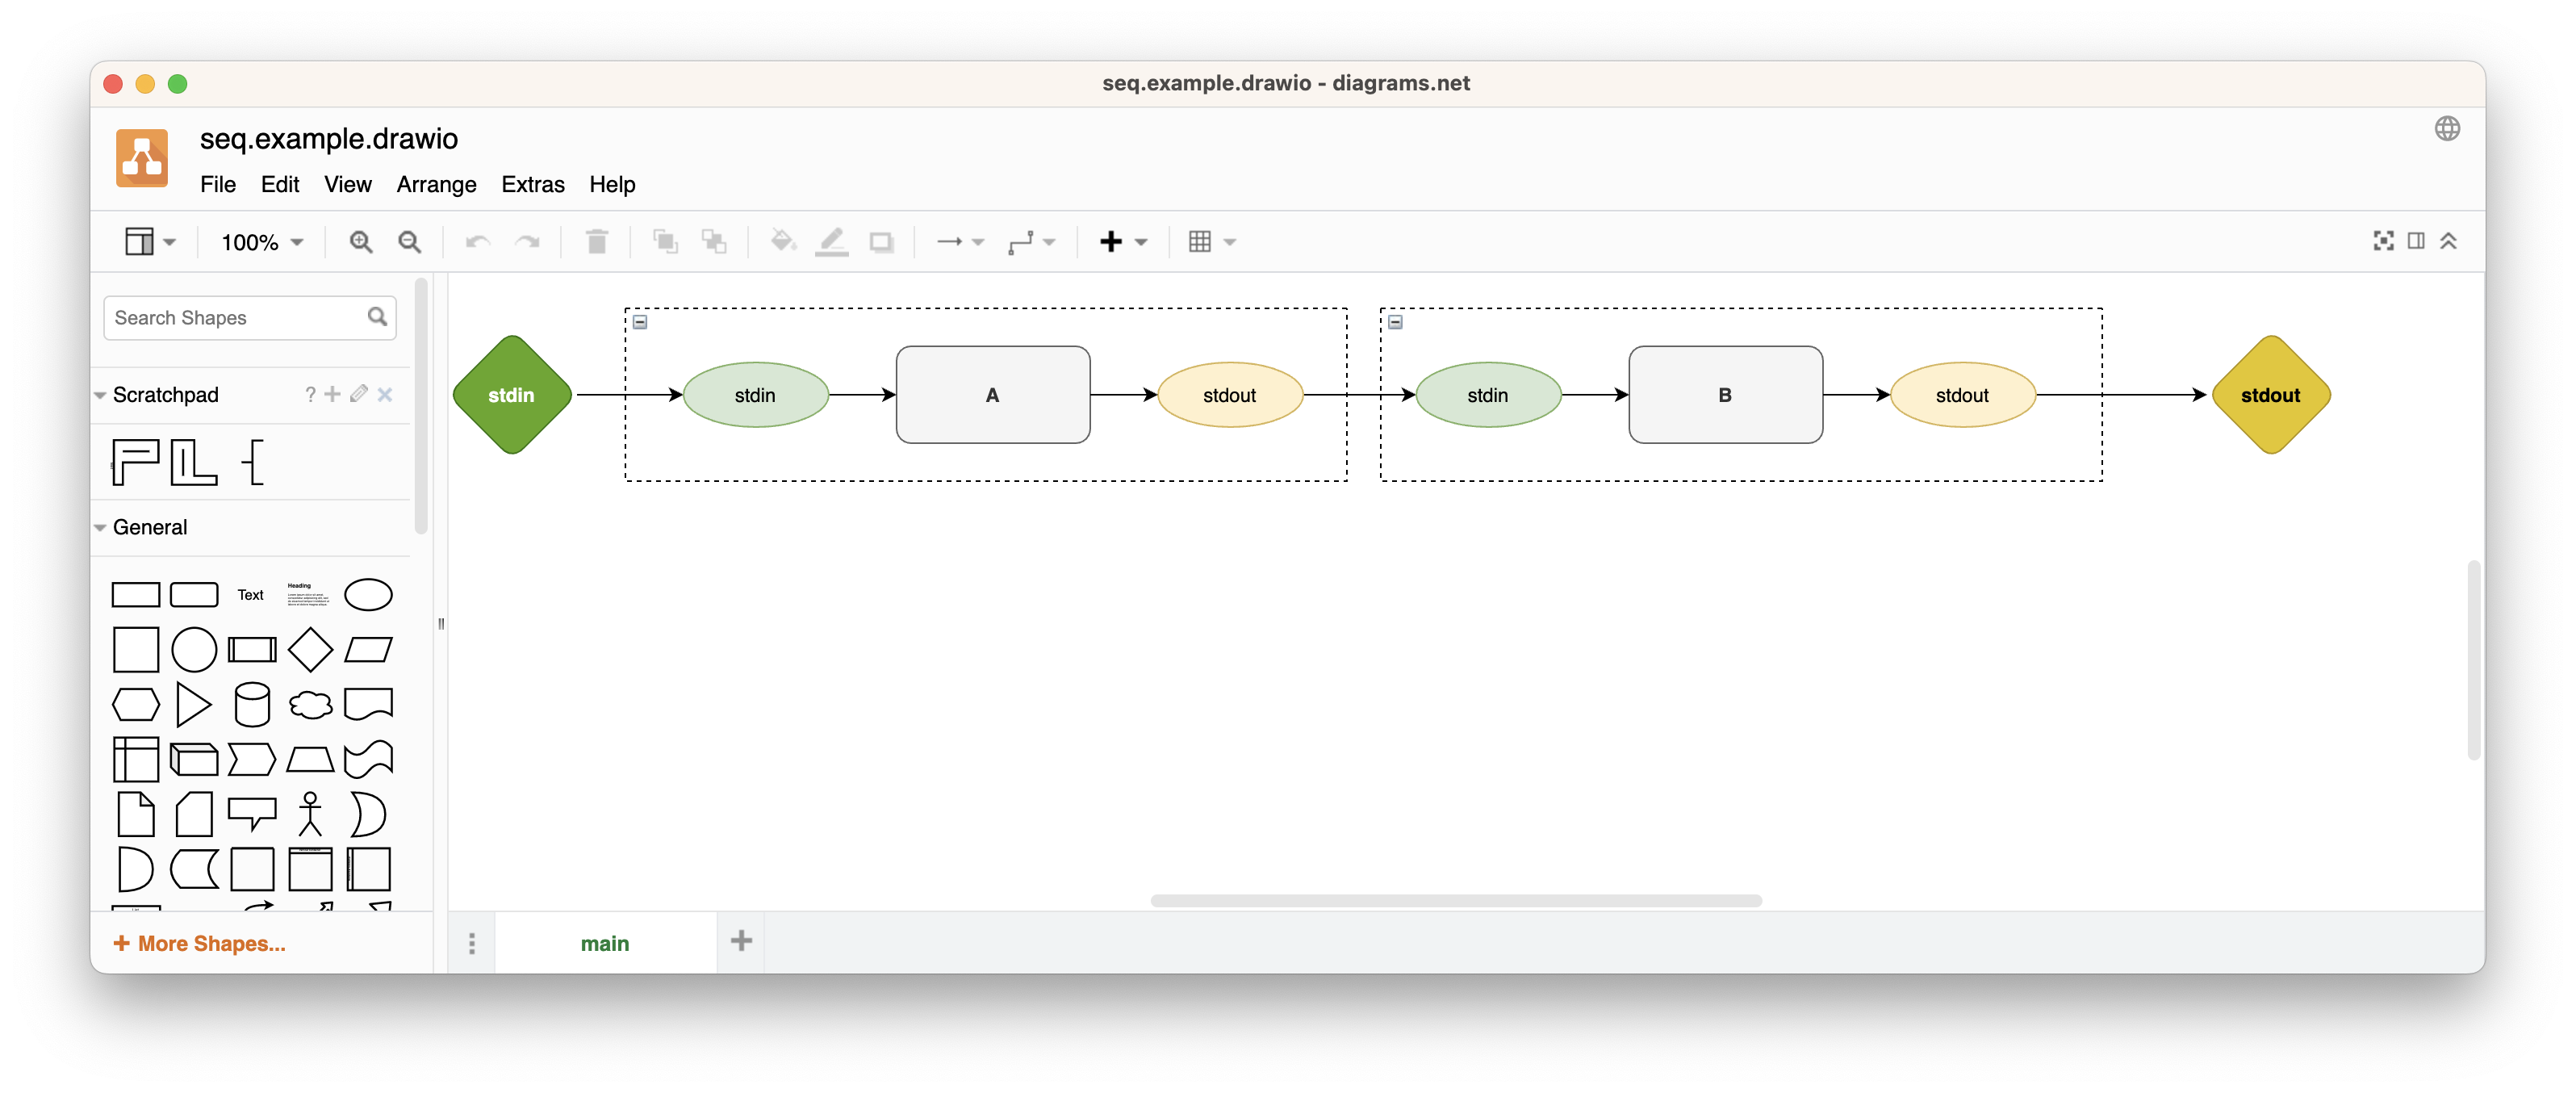 seq.example.drawio - diagrams.net
seq.example.drawio
File Edit View Arrange Extras Help
100%
Search Shapes
Scratchpad
?
General
Text
Heading
More Shapes...
stdin
stdin
A
stdout
stdin
B
stdout
stdout
main